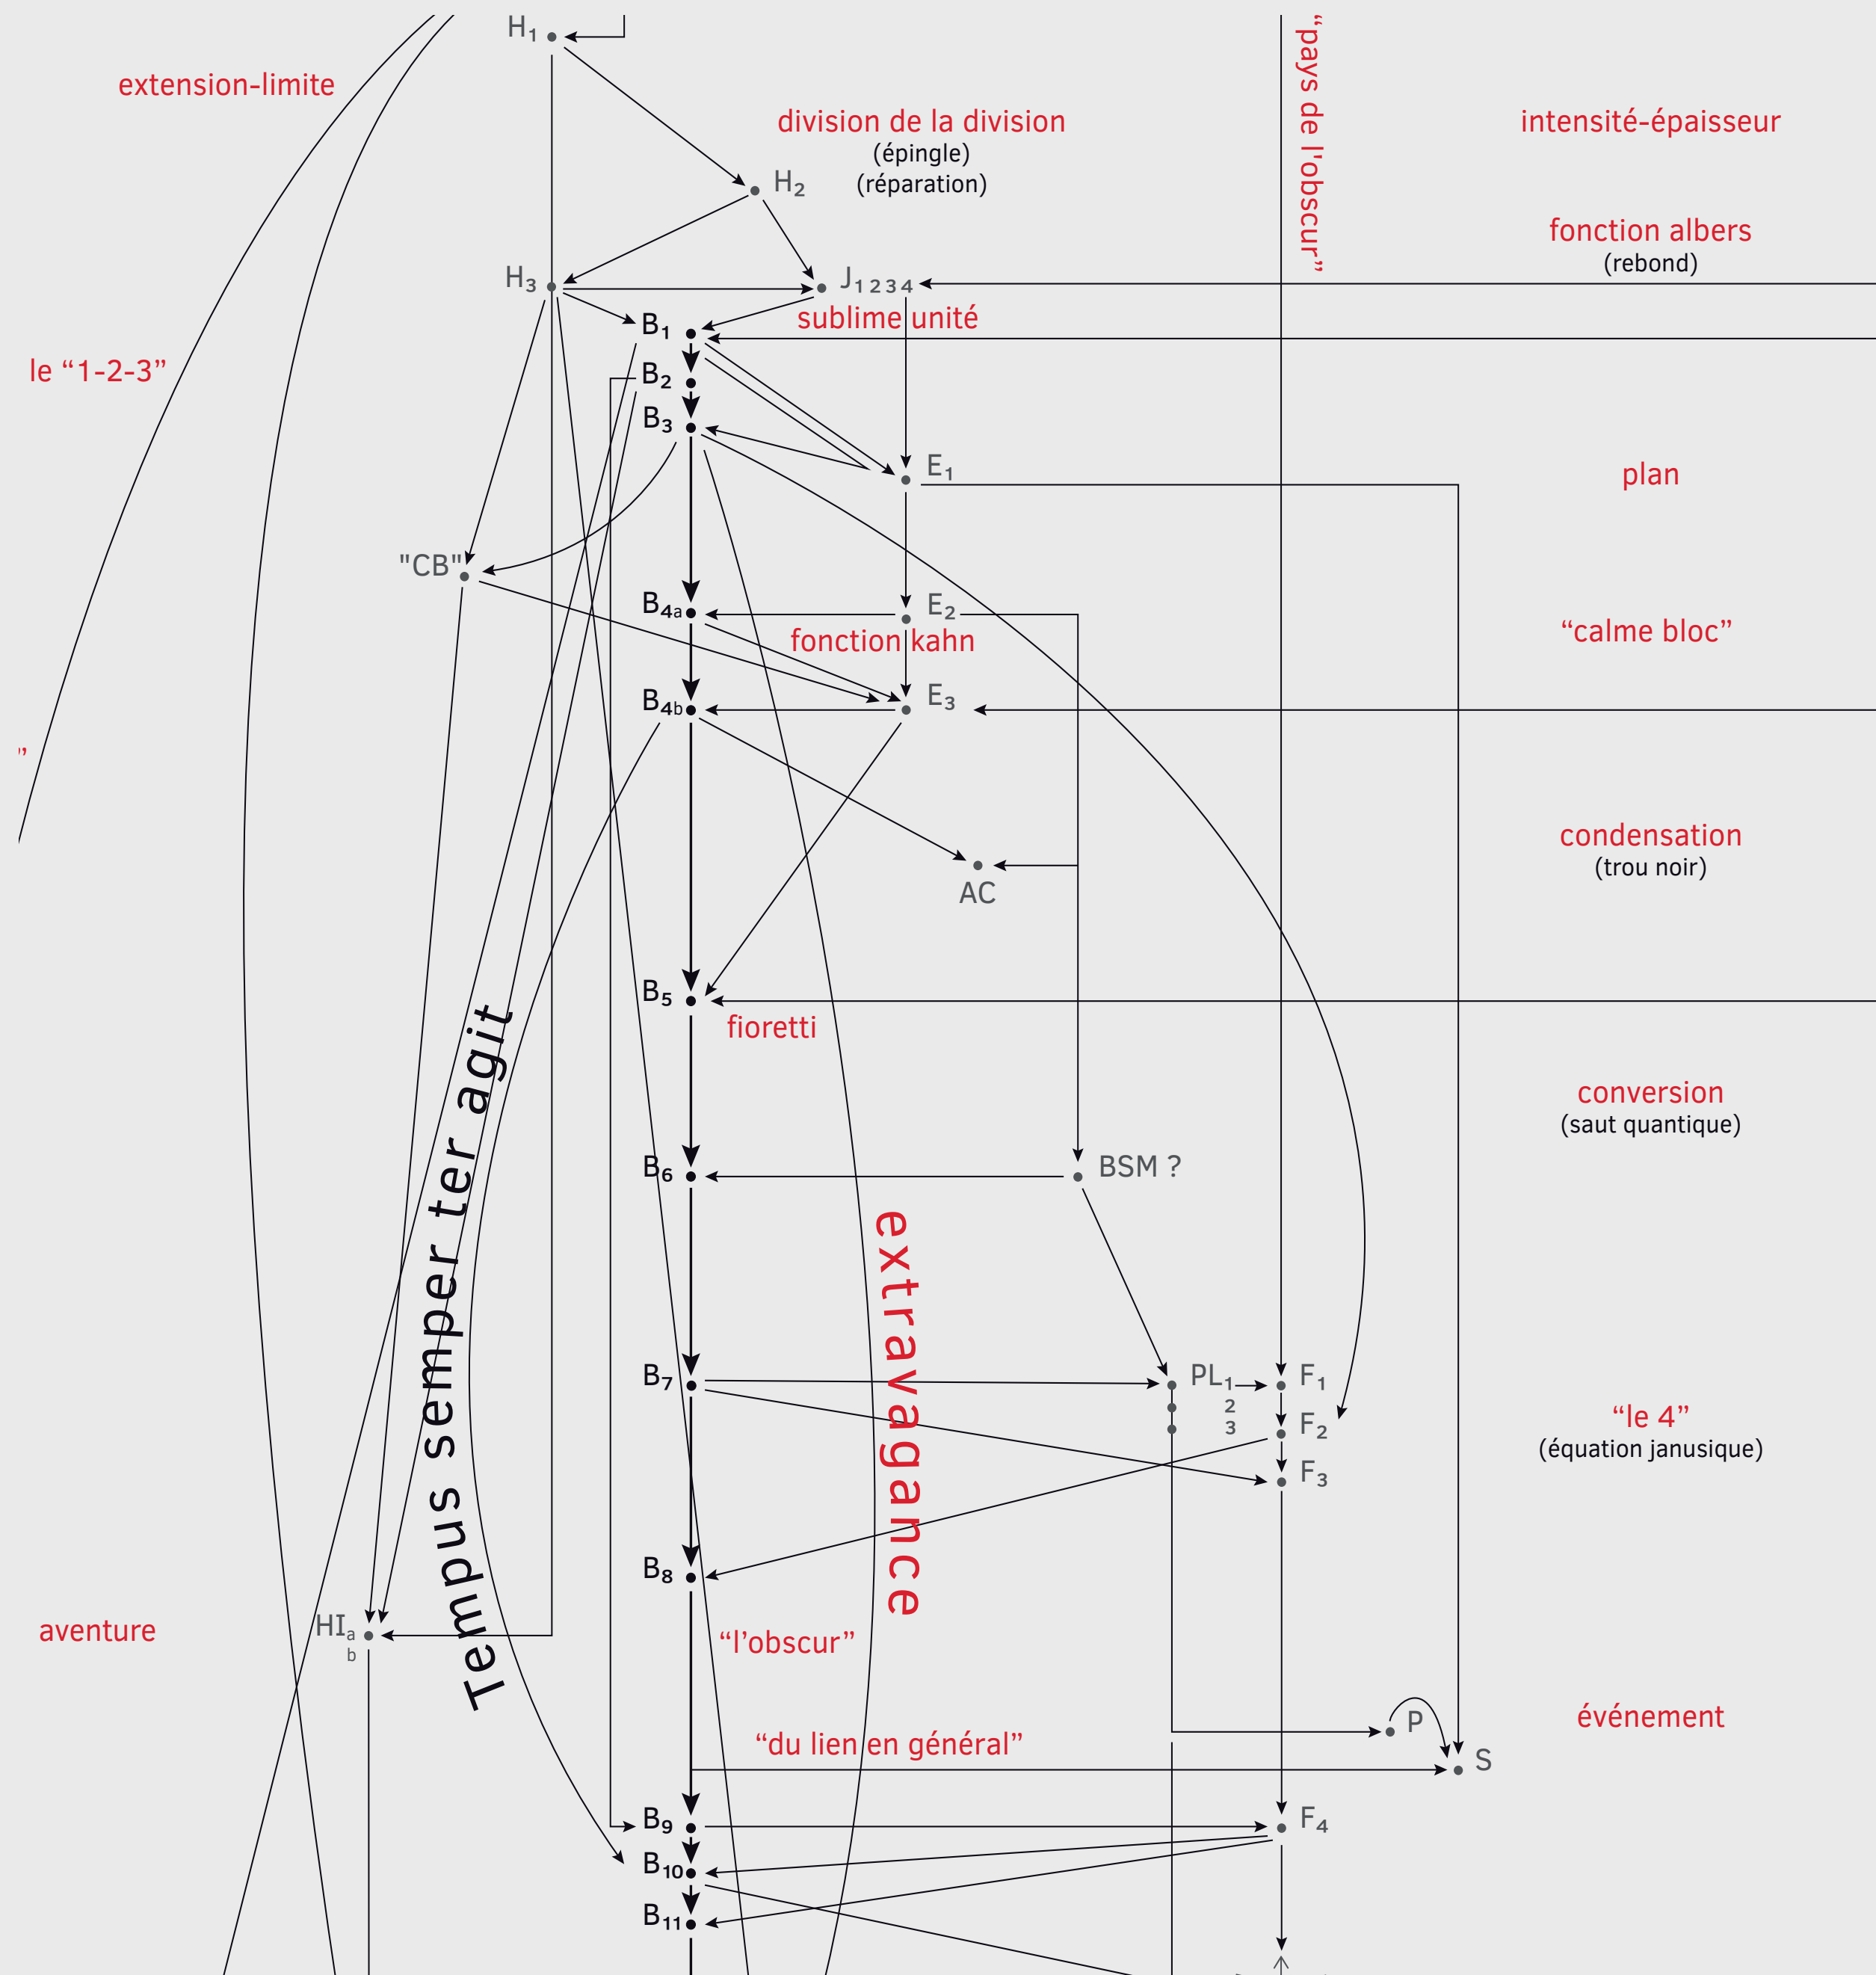 H₁
“pays de l'obscur”
extension-limite
division de la division
(épingle)
(réparation)
intensité-épaisseur
H₂
fonction albers
(rebond)
H₃
J₁₂₃₄
sublime unité
B₁
le “1-2-3”
B₂
B₃
E₁
plan
"CB"
B₄a
E₂
fonction kahn
“calme bloc”
B₄b
E₃
”
condensation
(trou noir)
AC
B₅
fioretti
Tempus semper ter agit
conversion
(saut quantique)
B₆
BSM ?
extravagance
B₇
PL₁
2
3
F₁
F₂
F₃
“le 4”
(équation janusique)
B₈
aventure
HIa
b
“l’obscur”
“du lien en général”
P
événement
S
B₉
F₄
B₁₀
B₁₁